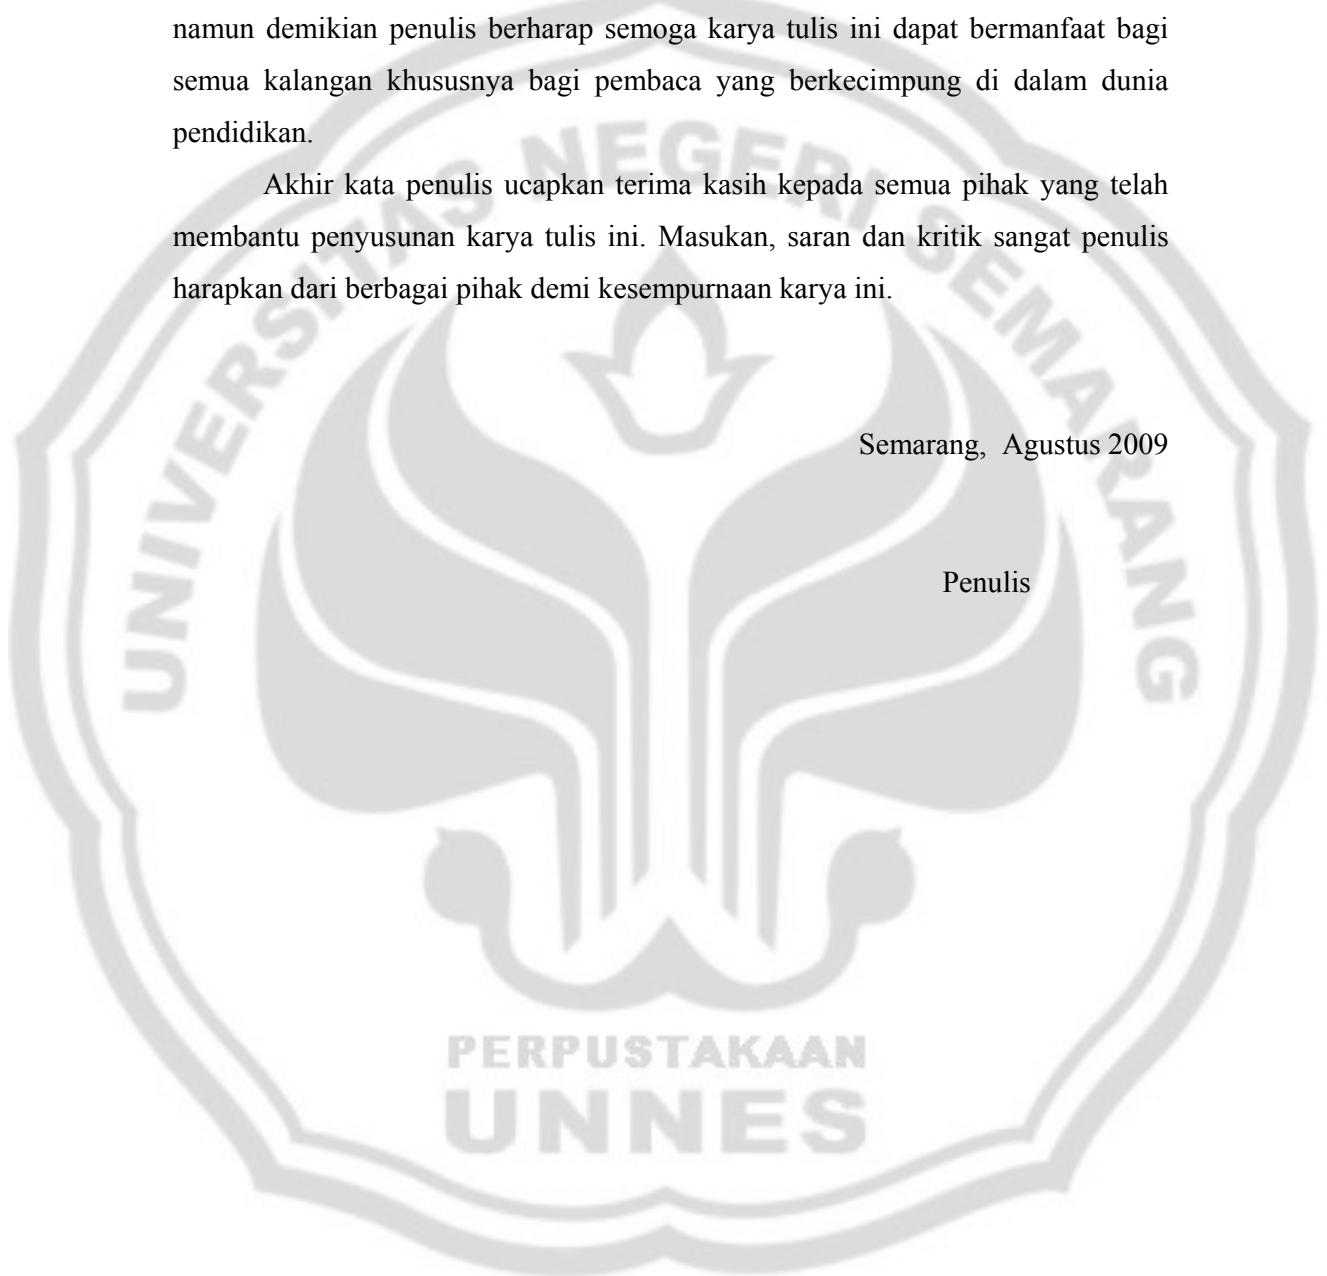 namun demikian penulis berharap semoga karya tulis ini dapat bermanfaat bagi
semua kalangan khususnya bagi pembaca yang berkecimpung di dalam dunia
pendidikan.
Akhir kata penulis ucapkan terima kasih kepada semua pihak yang telah
membantu penyusunan karya tulis ini. Masukan, saran dan kritik sangat penulis
harapkan dari berbagai pihak demi kesempurnaan karya ini.
Semarang,  Agustus 2009
Penulis
UNIVERSITAS NEGERI SEMARANG
PERPUSTAKAAN
UNNES